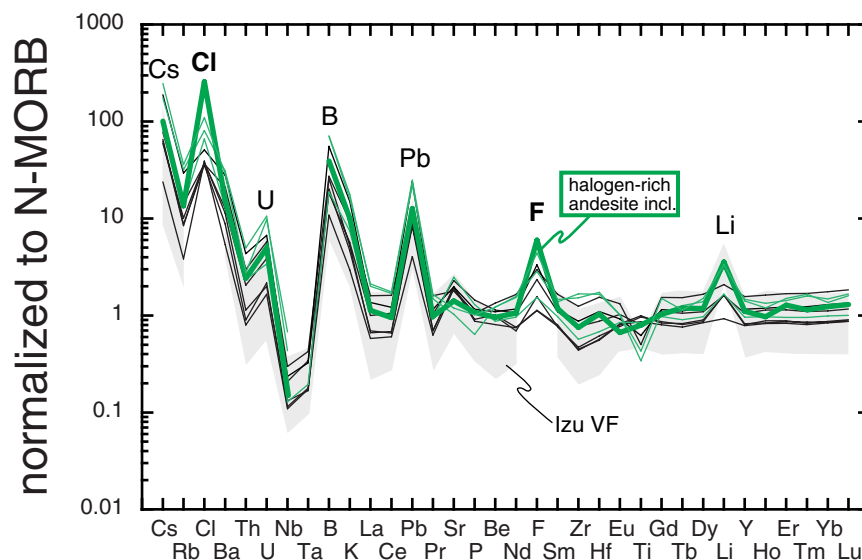 normalized to N-MORB
1000
100
10
1
0.1
0.01
Cs
Cl
U
B
Pb
F
Li
halogen-rich
andesite incl.
Izu VF
Cs Cl Th Nb B La Pb Sr Be F Zr Eu Gd Dy Y Er Yb
Rb Ba U Ta K Ce Pr P Nd Sm Hf Ti Tb Li Ho Tm Lu